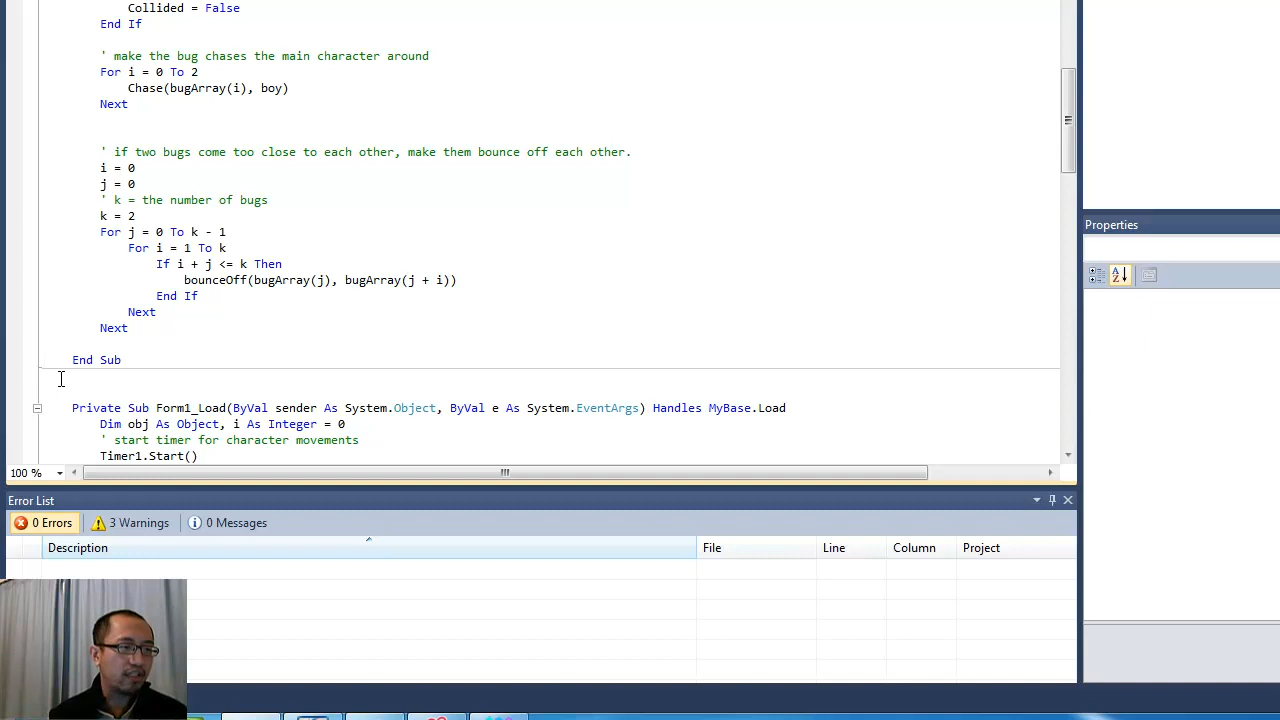 Collided = False
End If
' make the bug chases the main character around
For i = 0 To 2
Chase(bugArray(i), boy)
Next
' if two bugs come too close to each other, make them bounce off each other.
i = 0
j = 0
' k = the number of bugs
k = 2
For j = 0 To k - 1
For i = 1 To k
If i + j <= k Then
bounceOff(bugArray(j), bugArray(j + i))
End If
Next
Next
End Sub
Private Sub Form1_Load(ByVal sender As System.Object, ByVal e As System.EventArgs) Handles MyBase.Load
Dim obj As Object, i As Integer = 0
' start timer for character movements
Timer1.Start()
100 %
Properties
Error List
0 Errors 3 Warnings 0 Messages
Description File Line Column Project